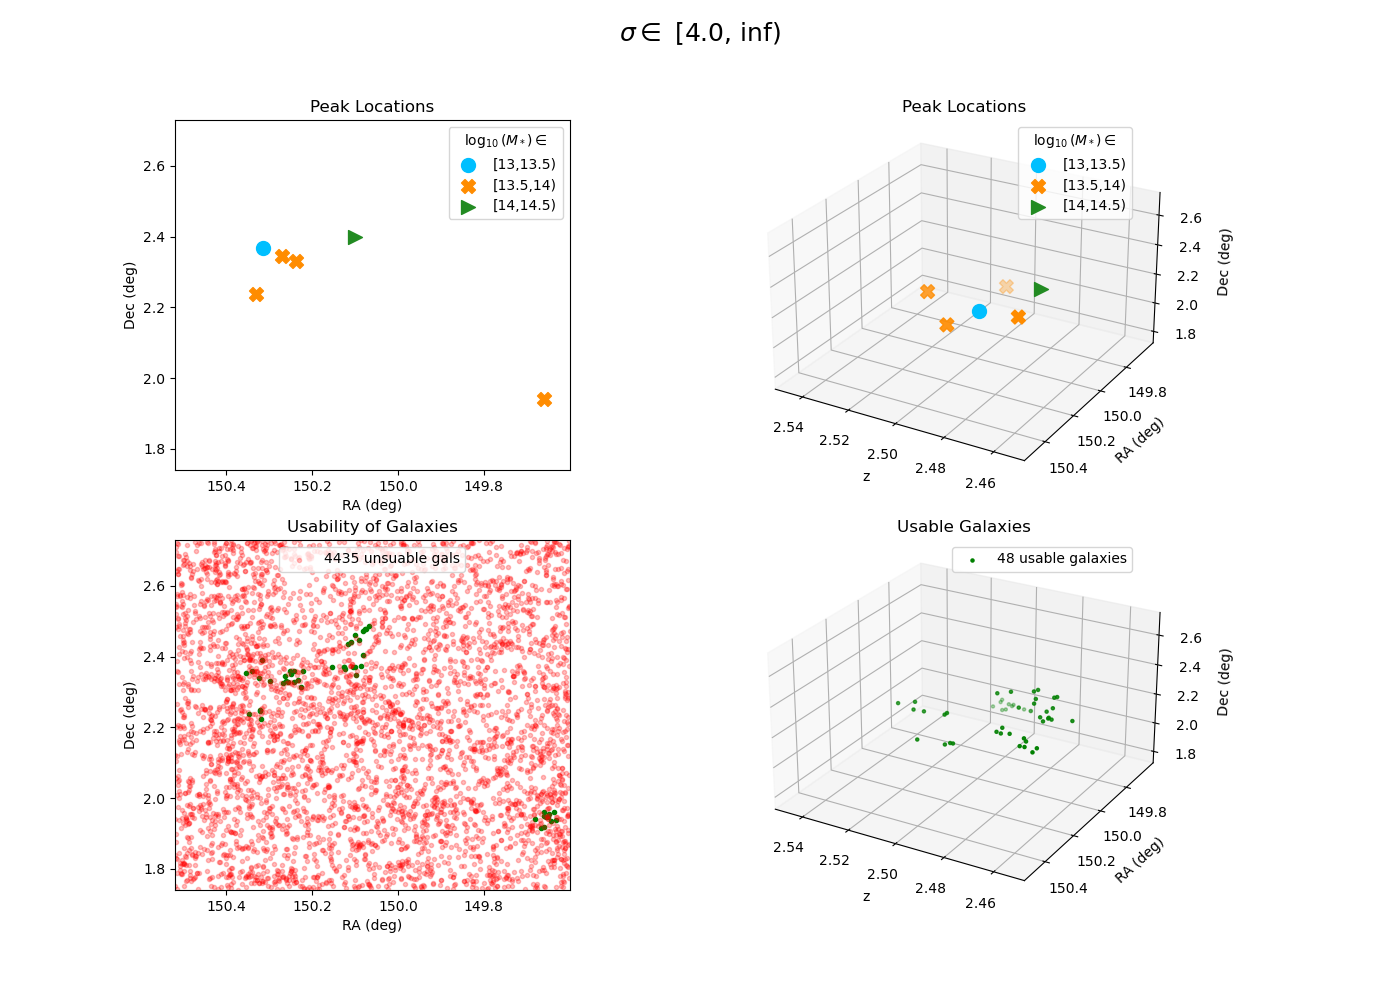 σ ∈ [4.0, inf)
Peak Locations
log₁₀(M*) ∈
[13,13.5)
[13.5,14)
[14,14.5)
2.6
2.4
2.2
2.0
1.8
Dec (deg)
150.4 150.2 150.0 149.8
RA (deg)
Peak Locations
log₁₀(M*) ∈
[13,13.5)
[13.5,14)
[14,14.5)
2.6
2.4
2.2
2.0
1.8
Dec (deg)
149.8
150.0
150.2
150.4
RA (deg)
2.54
2.52
2.50
2.48
2.46
z
Usability of Galaxies
4435 unsuable gals
2.6
2.4
2.2
2.0
1.8
Dec (deg)
150.4 150.2 150.0 149.8
RA (deg)
Usable Galaxies
48 usable galaxies
2.6
2.4
2.2
2.0
1.8
Dec (deg)
149.8
150.0
150.2
150.4
RA (deg)
2.54
2.52
2.50
2.48
2.46
z